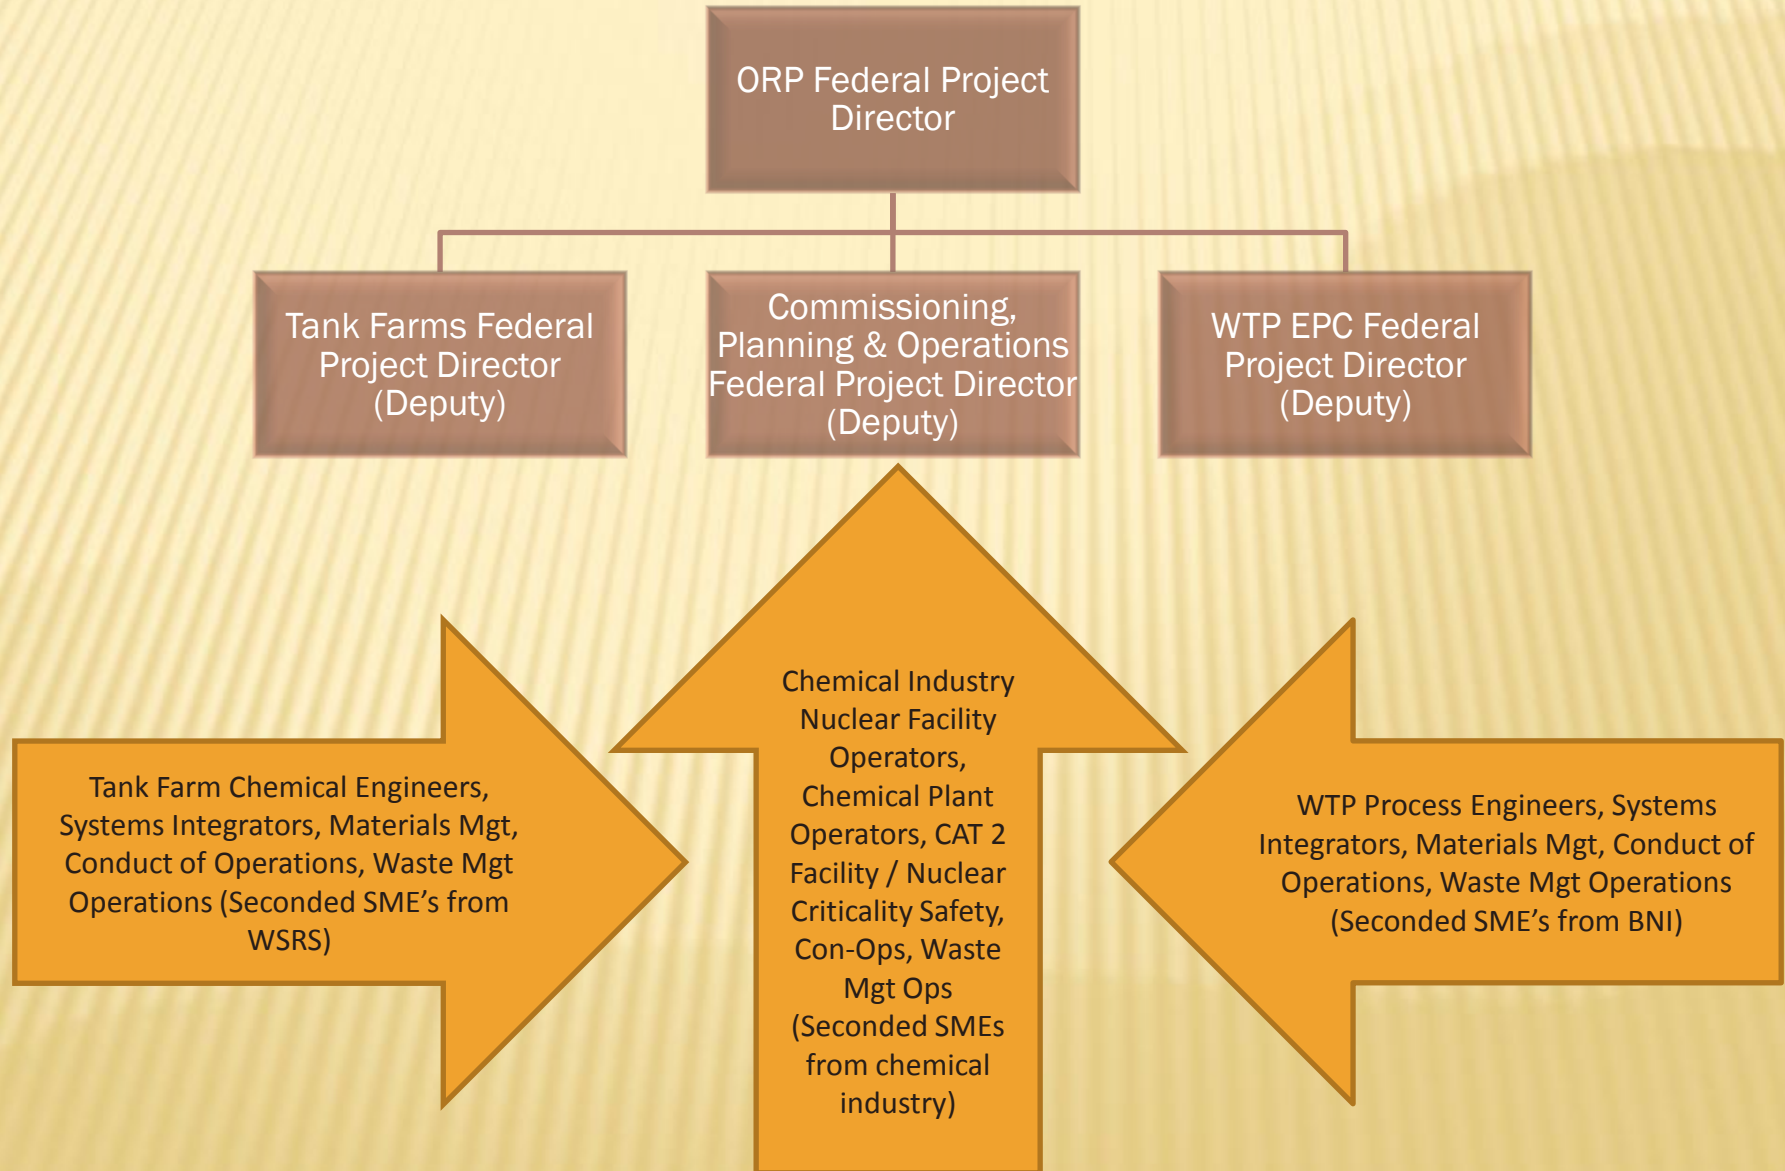 ORP Federal Project
Director
Tank Farms Federal
Project Director
(Deputy)
Commissioning,
Planning & Operations
Federal Project Director
(Deputy)
WTP EPC Federal
Project Director
(Deputy)
Tank Farm Chemical Engineers,
Systems Integrators, Materials Mgt,
Conduct of Operations, Waste Mgt
Operations (Seconded SME’s from
WSRS)
Chemical Industry
Nuclear Facility
Operators,
Chemical Plant
Operators, CAT 2
Facility / Nuclear
Criticality Safety,
Con-Ops, Waste
Mgt Ops
(Seconded SMEs
from chemical
industry)
WTP Process Engineers, Systems
Integrators, Materials Mgt, Conduct of
Operations, Waste Mgt Operations
(Seconded SME’s from BNI)